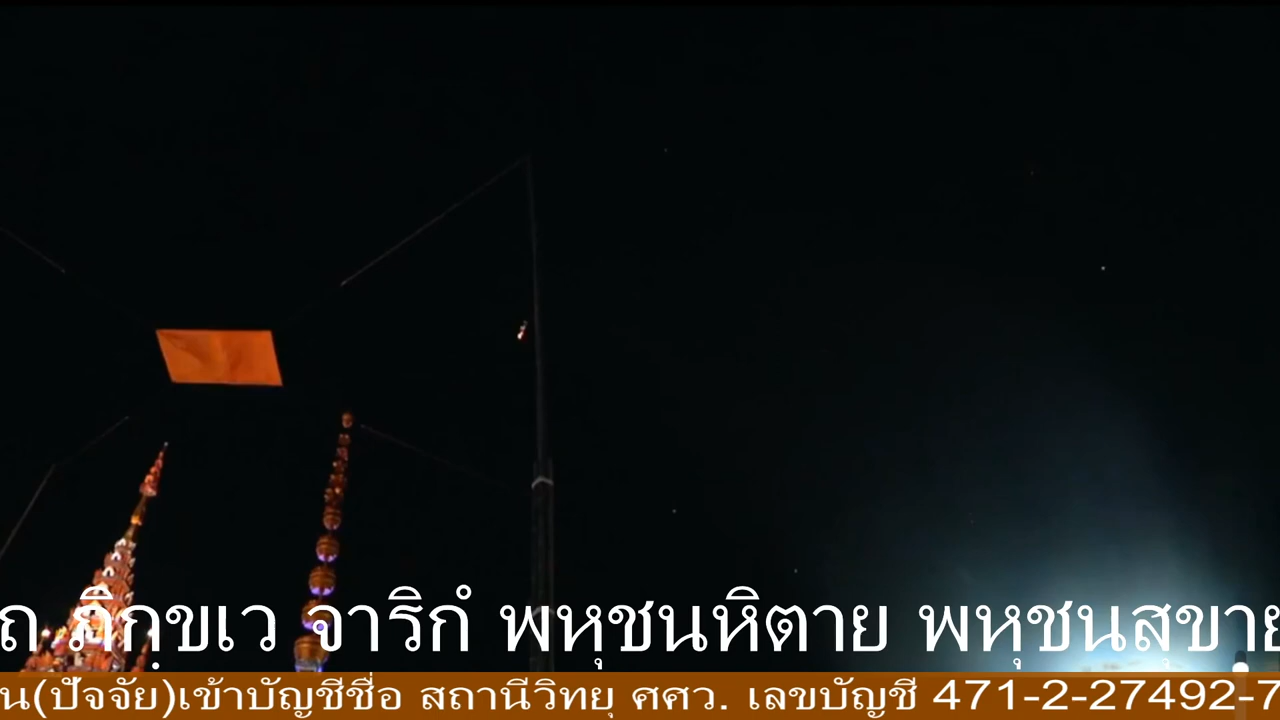 ถ ภิกฺขเว จาริกํ พหุชนหิตาย พหุชนสุขาย
น(ปัจจัย)เข้าบัญชีชื่อ สถานีวิทยุ ศศว. เลขบัญชี 471-2-27492-7